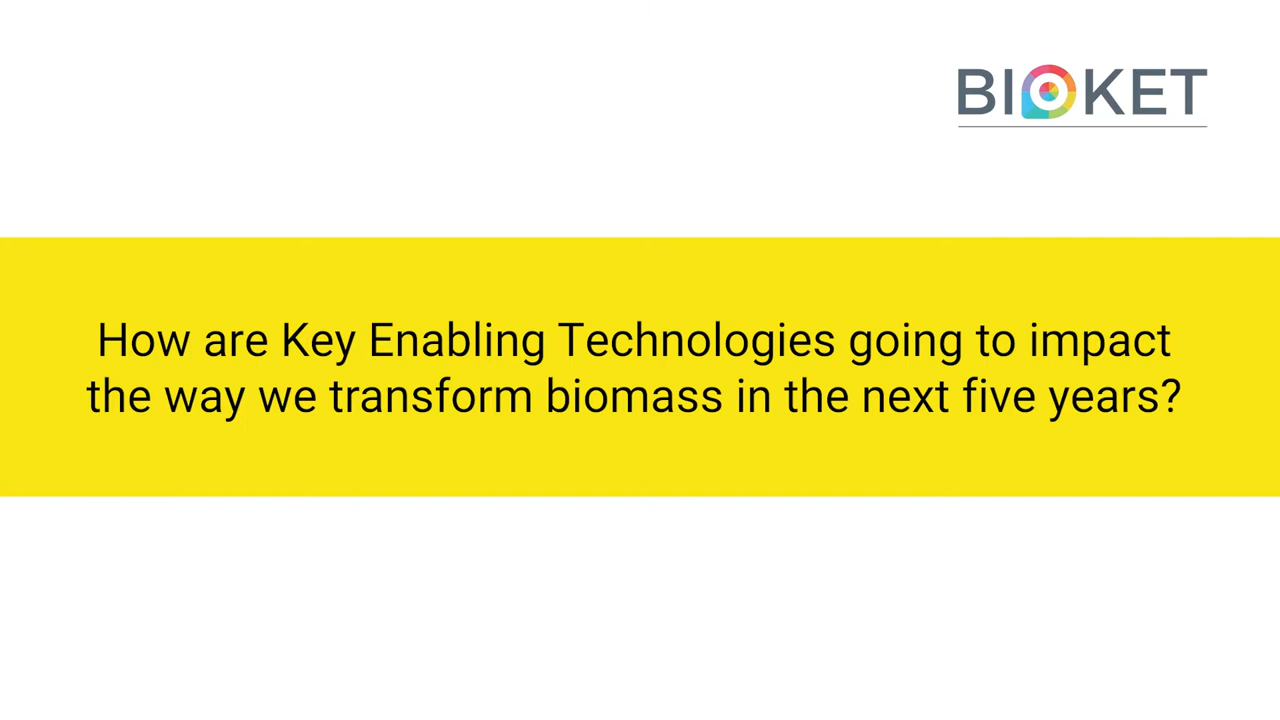 BIOKET
How are Key Enabling Technologies going to impact
the way we transform biomass in the next five years?